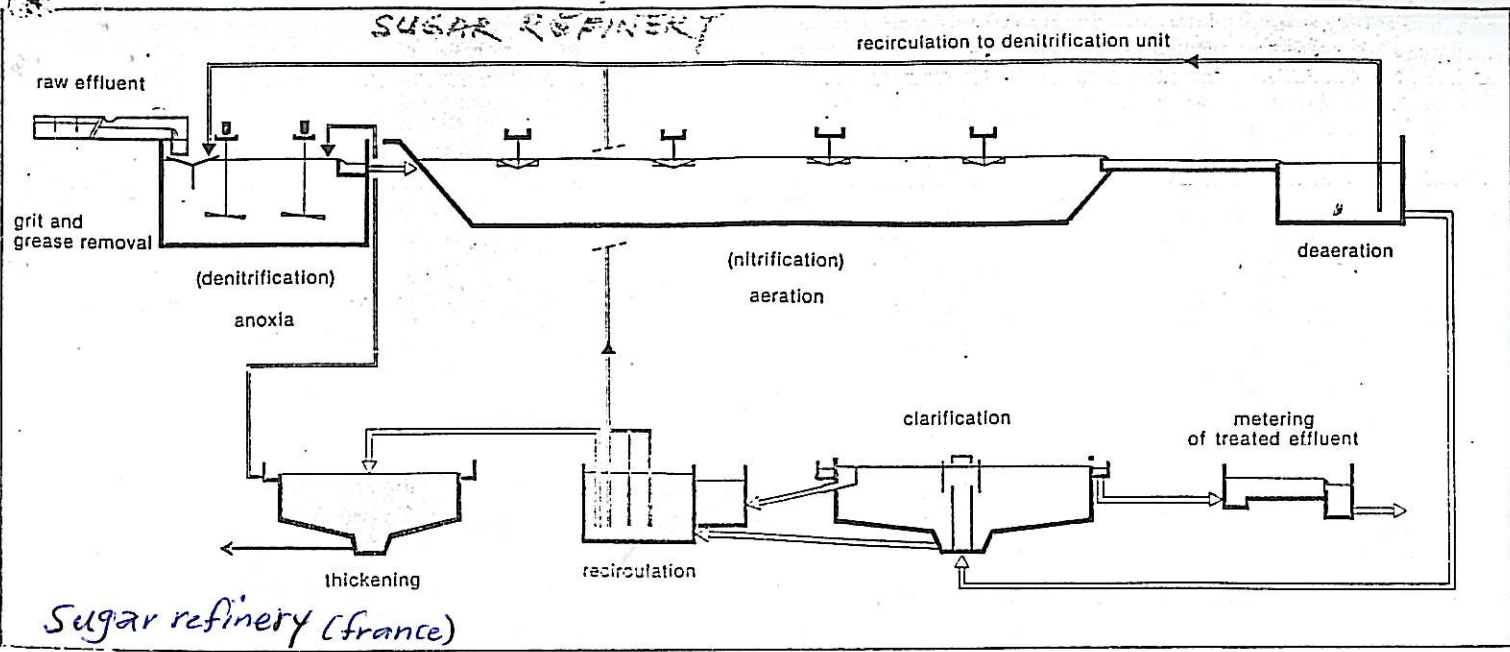 SUGAR REFINERY
recirculation to denitrification unit
raw effluent
grit and
grease removal
(denitrification)
anoxia
(nitrification)
aeration
deaeration
clarification
metering
of treated effluent
thickening
recirculation
Sugar refinery (france)